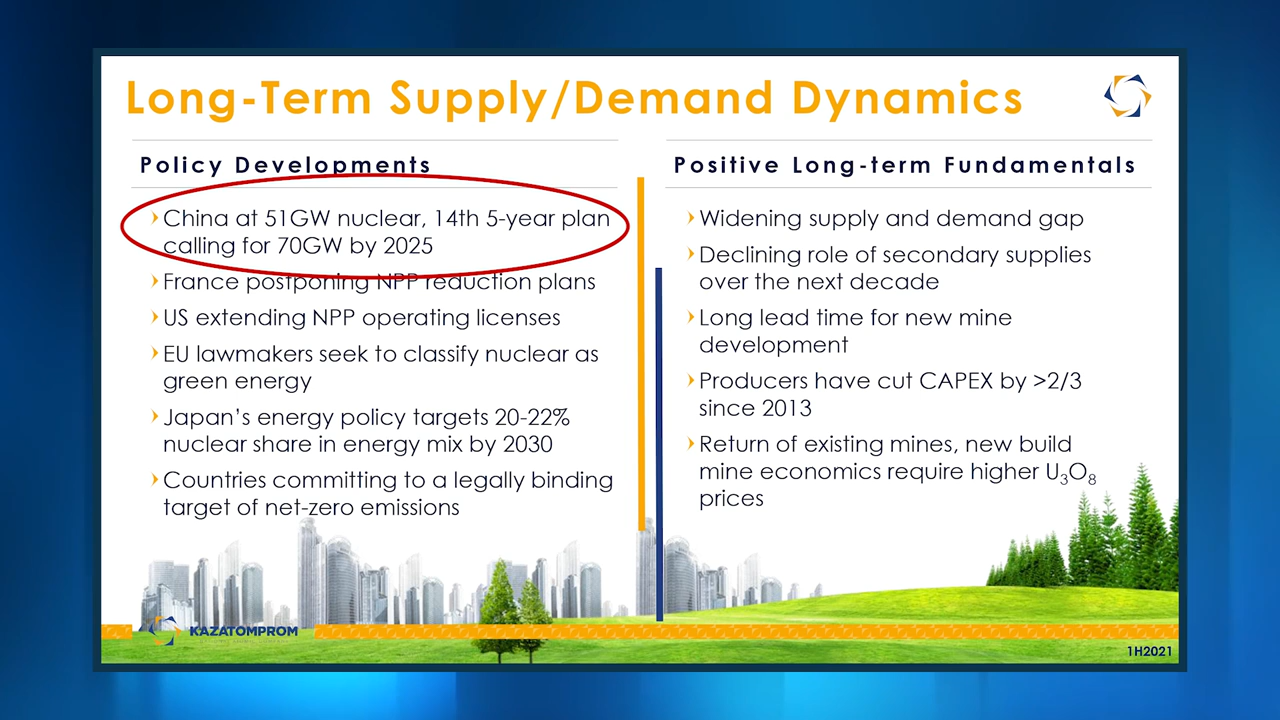 Long-Term Supply/Demand Dynamics
Policy Developments
China at 51GW nuclear, 14th 5-year plan
calling for 70GW by 2025
France postponing NPP reduction plans
US extending NPP operating licenses
EU lawmakers seek to classify nuclear as
green energy
Japan’s energy policy targets 20-22%
nuclear share in energy mix by 2030
Countries committing to a legally binding
target of net-zero emissions
Positive Long-term Fundamentals
Widening supply and demand gap
Declining role of secondary supplies
over the next decade
Long lead time for new mine
development
Producers have cut CAPEX by >2/3
since 2013
Return of existing mines, new build
mine economics require higher U₃O₈
prices
KAZATOMPROM
1H2021